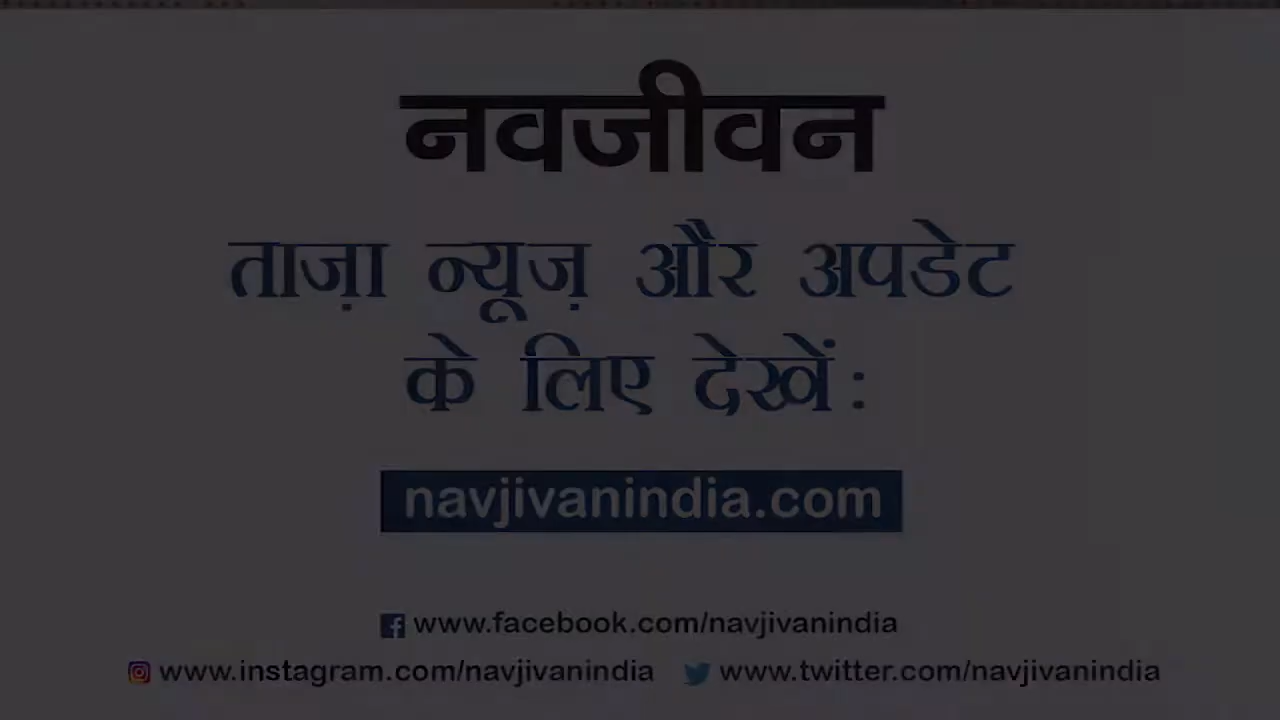 नवजीवन
ताज़ा न्यूज़ और अपडेट
के लिए देखें:
navjivanindia.com
www.facebook.com/navjivanindia
www.instagram.com/navjivanindia www.twitter.com/navjivanindia